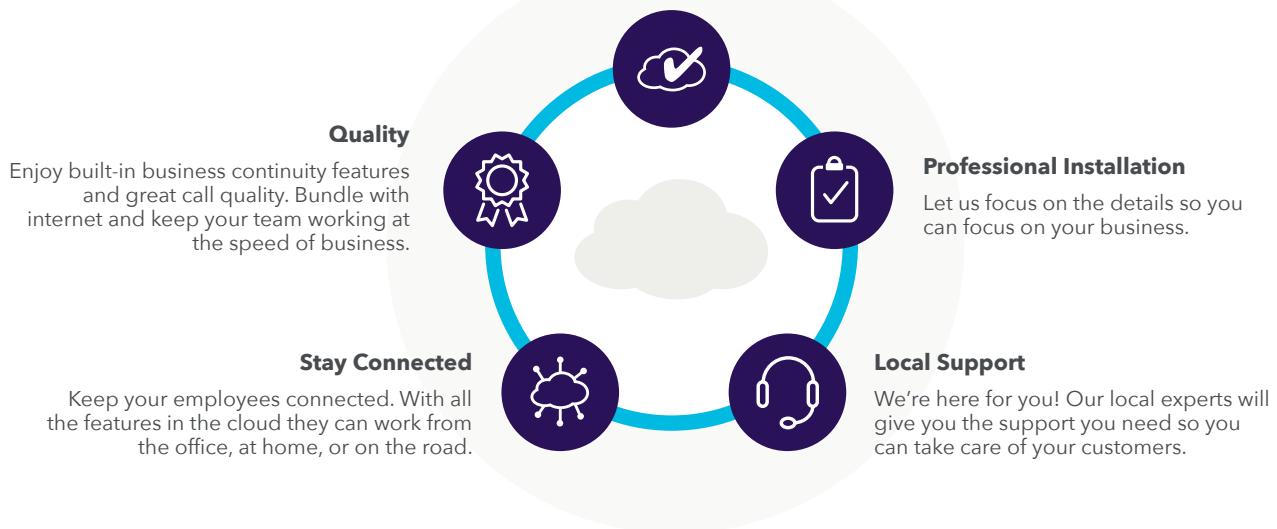 Quality
Enjoy built-in business continuity features
and great call quality. Bundle with
internet and keep your team working at
the speed of business.
Professional Installation
Let us focus on the details so you
can focus on your business.
Stay Connected
Keep your employees connected. With all
the features in the cloud they can work from
the office, at home, or on the road.
Local Support
We’re here for you! Our local experts will
give you the support you need so you
can take care of your customers.